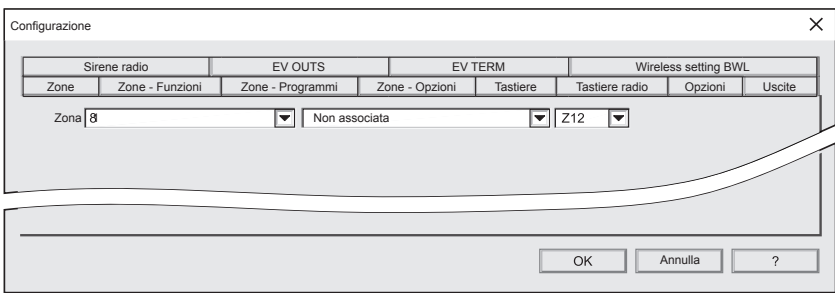 Configurazione
Sirene radio EV OUTS EV TERM Wireless setting BWL
Zone Zone - Funzioni Zone - Programmi Zone - Opzioni Tastiere Tastiere radio Opzioni Uscite
Zona 8 Non associata Z12
OK Annulla ?